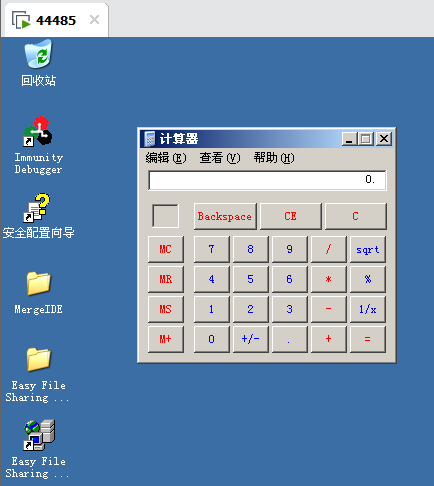 44485
回收站
Immunity
Debugger
安全配置向导
MergeIDE
Easy File
Sharing ...
Easy File
Sharing ...
计算器
编辑(E) 查看(V) 帮助(H)
0.
Backspace CE C
MC 7 8 9 / sqrt
MR 4 5 6 * %
MS 1 2 3 - 1/x
M+ 0 +/- . + =